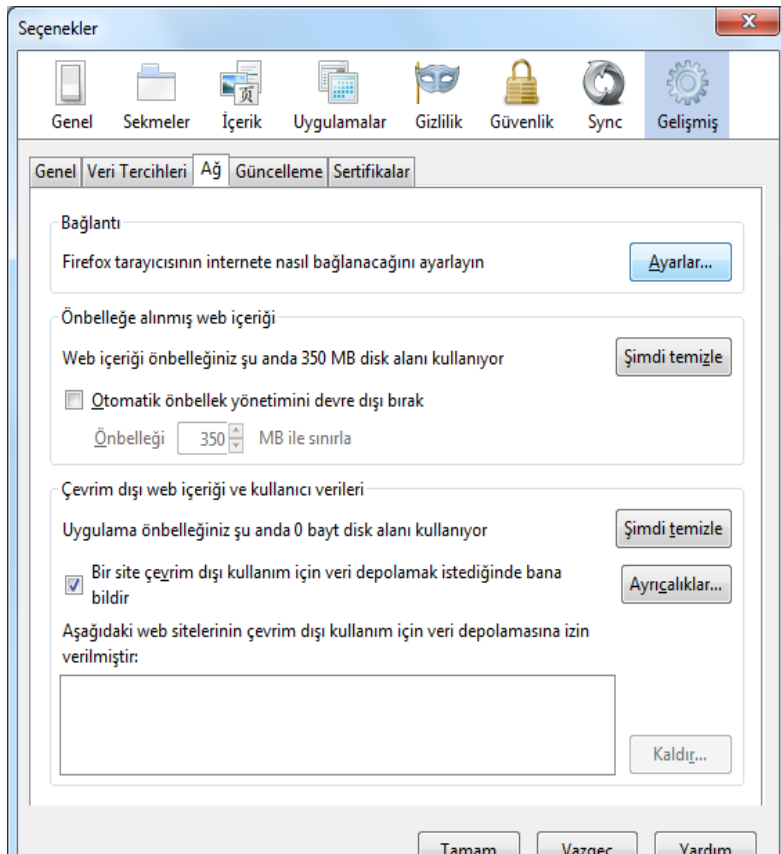 Seçenekler
Genel Sekmeler İçerik Uygulamalar Gizlilik Güvenlik Sync Gelişmiş
Genel Veri Tercihleri Ağ Güncelleme Sertifikalar
Bağlantı
Firefox tarayıcısının internete nasıl bağlanacağını ayarlayın Ayarlar...
Önbelleğe alınmış web içeriği
Web içeriği önbelleğiniz şu anda 350 MB disk alanı kullanıyor Şimdi temizle
Otomatik önbellek yönetimini devre dışı bırak
Önbelleği 350 MB ile sınırla
Çevrim dışı web içeriği ve kullanıcı verileri
Uygulama önbelleğiniz şu anda 0 bayt disk alanı kullanıyor Şimdi temizle
Bir site çevrim dışı kullanım için veri depolamak istediğinde bana
bildir
Ayrıcalıklar...
Aşağıdaki web sitelerinin çevrim dışı kullanım için veri depolamasına izin
verilmiştir:
Kaldır...
Tamam Vazgeç Yardım